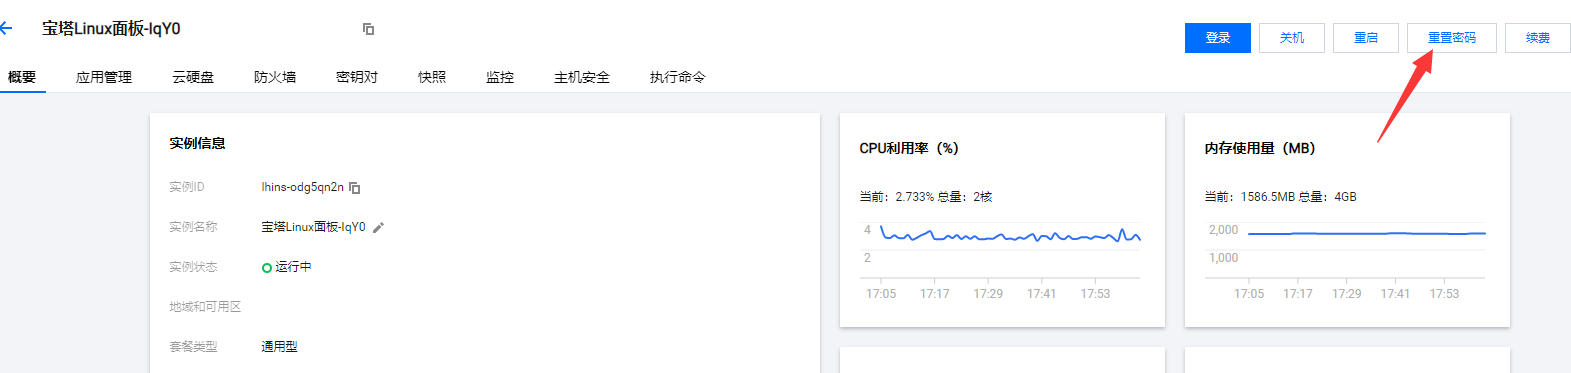 宝塔Linux面板-IqY0
登录 关机 重启 重置密码 续费
概要 应用管理 云硬盘 防火墙 密钥对 快照 监控 主机安全 执行命令
实例信息
实例ID lhins-odg5qn2n
实例名称 宝塔Linux面板-IqY0
实例状态 运行中
地域和可用区
套餐类型 通用型
CPU利用率（%）
当前：2.733% 总量：2核
4
2
17:05 17:17 17:29 17:41 17:53
内存使用量（MB）
当前：1586.5MB 总量：4GB
2,000
1,000
17:05 17:17 17:29 17:41 17:53